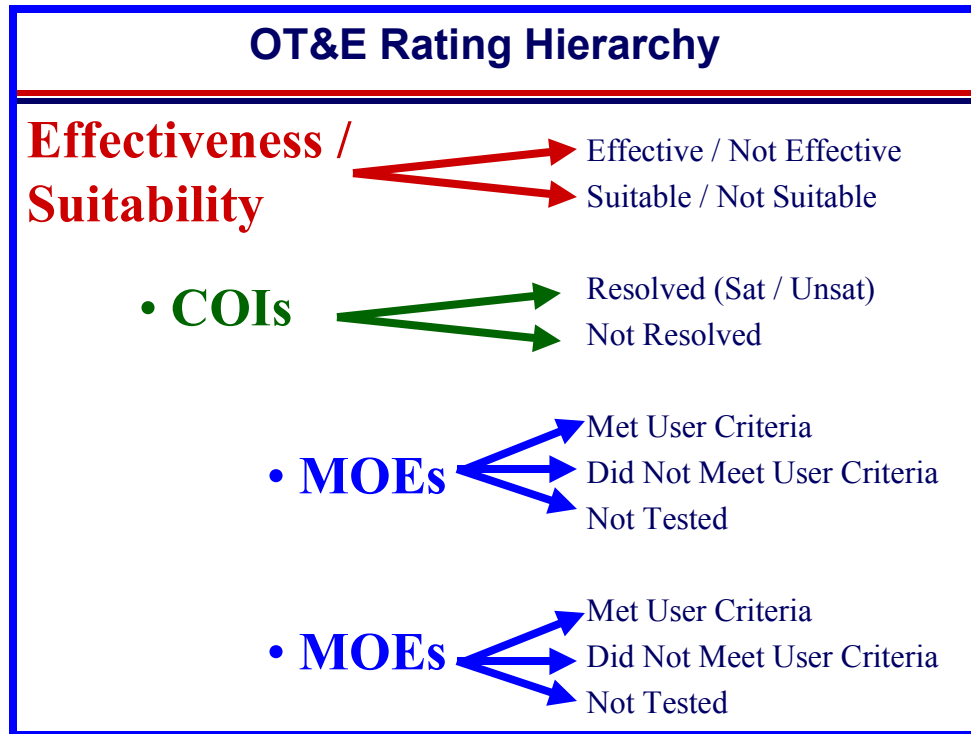 OT&E Rating Hierarchy
Effectiveness /
Suitability
Effective / Not Effective
Suitable / Not Suitable
• COIs
Resolved (Sat / Unsat)
Not Resolved
• MOEs
Met User Criteria
Did Not Meet User Criteria
Not Tested
• MOEs
Met User Criteria
Did Not Meet User Criteria
Not Tested